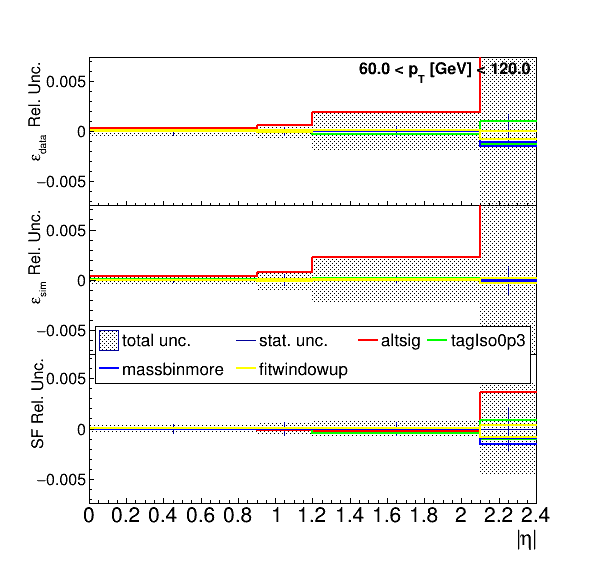 60.0 < pT [GeV] < 120.0
εdata Rel. Unc.
0.005
0
−0.005
εsim Rel. Unc.
0.005
0
−0.005
total unc. stat. unc. altsig tagIso0p3
massbinmore fitwindowup
SF Rel. Unc.
0.005
0
−0.005
0 0.2 0.4 0.6 0.8 1 1.2 1.4 1.6 1.8 2 2.2 2.4
|η|